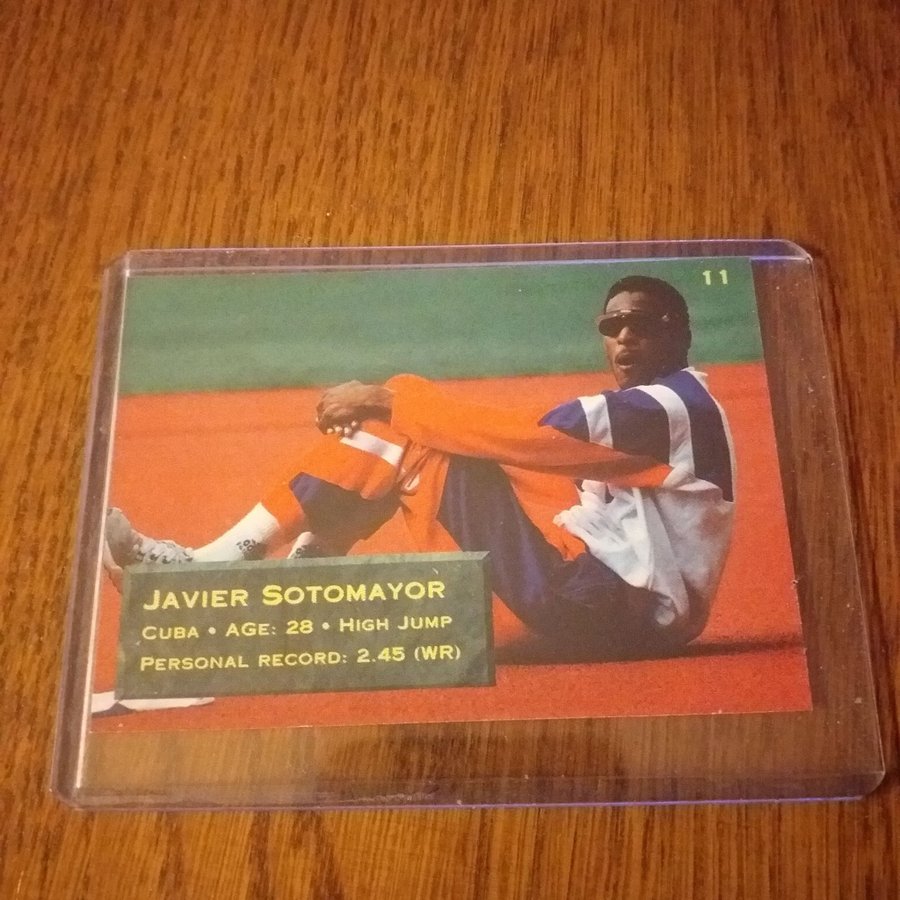 11
JAVIER SOTOMAYOR
CUBA • AGE: 28 • HIGH JUMP
PERSONAL RECORD: 2.45 (WR)